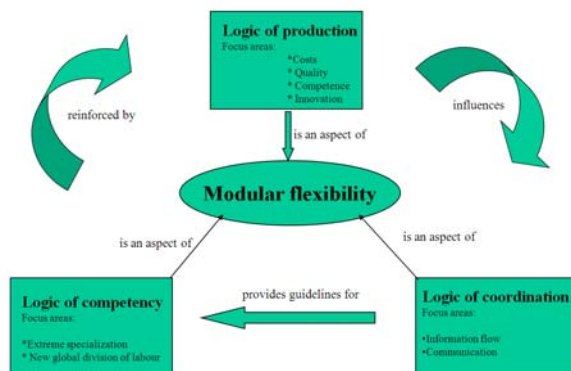 Logic of production
Focus areas:
*Costs
* Quality
* Competence
* Innovation
reinforced by
influences
is an aspect of
Modular flexibility
is an aspect of
is an aspect of
Logic of competency
Focus areas:
*Extreme specialization
* New global division of labour
provides guidelines for
Logic of coordination
Focus areas:
•Information flow
•Communication